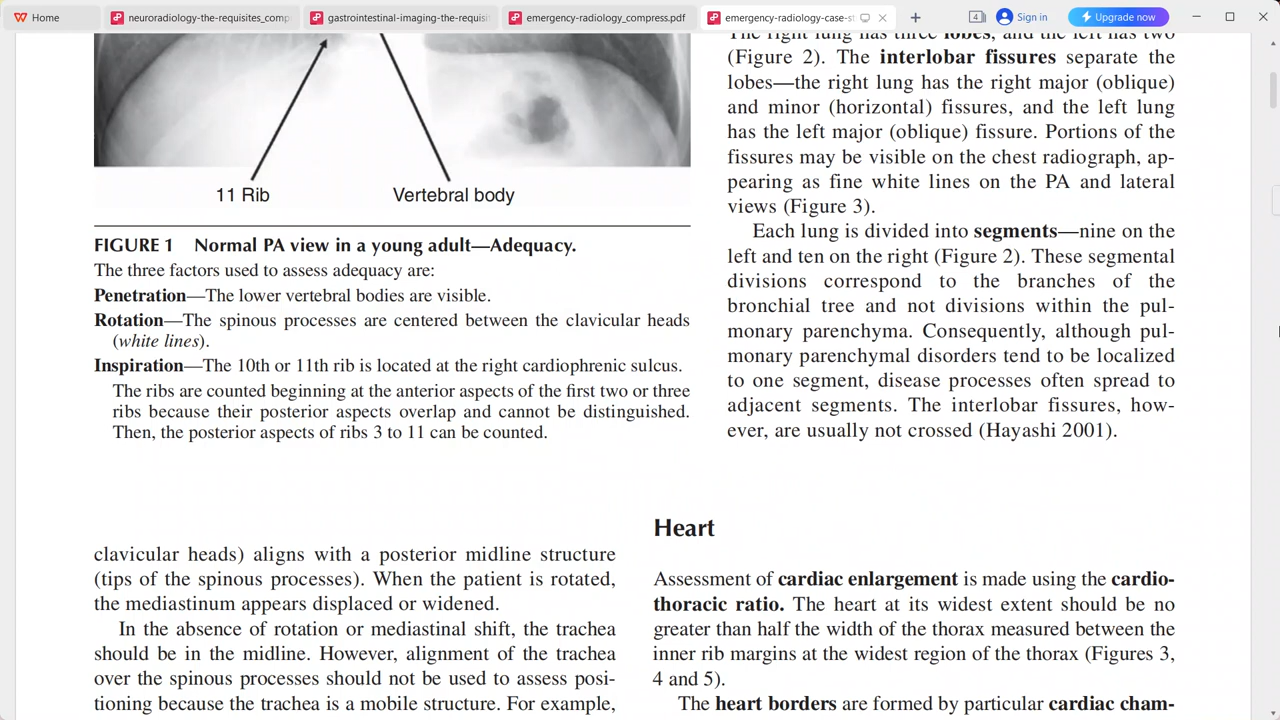 Home
neuroradiology-the-requisites_comp
gastrointestinal-imaging-the-requisit
emergency-radiology_compress.pdf
emergency-radiology-case-st
4
Sign in
Upgrade now
11 Rib
Vertebral body
FIGURE 1 Normal PA view in a young adult—Adequacy.
The three factors used to assess adequacy are:
Penetration—The lower vertebral bodies are visible.
Rotation—The spinous processes are centered between the clavicular heads
(white lines).
Inspiration—The 10th or 11th rib is located at the right cardiophrenic sulcus.
The ribs are counted beginning at the anterior aspects of the first two or three
ribs because their posterior aspects overlap and cannot be distinguished.
Then, the posterior aspects of ribs 3 to 11 can be counted.
The right lung has three lobes, and the left has two
(Figure 2). The interlobar fissures separate the
lobes—the right lung has the right major (oblique)
and minor (horizontal) fissures, and the left lung
has the left major (oblique) fissure. Portions of the
fissures may be visible on the chest radiograph, ap-
pearing as fine white lines on the PA and lateral
views (Figure 3).
Each lung is divided into segments—nine on the
left and ten on the right (Figure 2). These segmental
divisions correspond to the branches of the
bronchial tree and not divisions within the pul-
monary parenchyma. Consequently, although pul-
monary parenchymal disorders tend to be localized
to one segment, disease processes often spread to
adjacent segments. The interlobar fissures, how-
ever, are usually not crossed (Hayashi 2001).
clavicular heads) aligns with a posterior midline structure
(tips of the spinous processes). When the patient is rotated,
the mediastinum appears displaced or widened.
In the absence of rotation or mediastinal shift, the trachea
should be in the midline. However, alignment of the trachea
over the spinous processes should not be used to assess posi-
tioning because the trachea is a mobile structure. For example,
Heart
Assessment of cardiac enlargement is made using the cardio-
thoracic ratio. The heart at its widest extent should be no
greater than half the width of the thorax measured between the
inner rib margins at the widest region of the thorax (Figures 3,
4 and 5).
The heart borders are formed by particular cardiac cham-